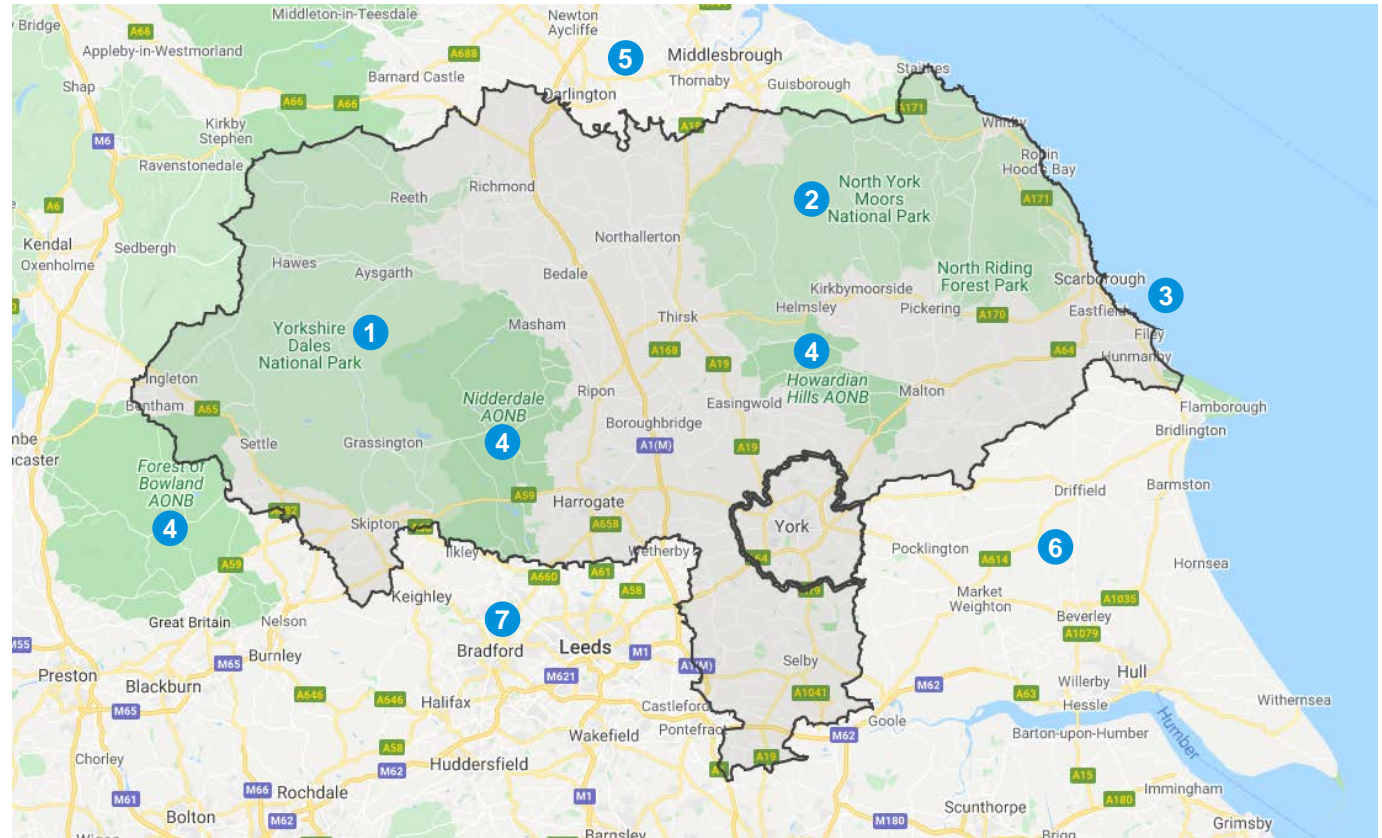 Middleton-in-Teesdale
Newton
Aycliffe
Bridge
A66
Appleby-in-Westmorland
A688
5
Middlesbrough
Barnard Castle
Thornaby
Guisborough
Staithes
Shap
Darlington
A66
A66
A171
Kirkby
Stephen
A19
Whitby
M6
Ravenstonedale
Robin
Hood's Bay
Richmond
Reeth
2
North York
Moors
National Park
A171
A6
Kendal
Oxenholme
Sedbergh
Northallerton
Hawes
Aysgarth
Bedale
North Riding
Forest Park
Scarborough
3
Kirkbymoorside
Helmsley
Pickering
A170
Eastfield
Masham
Thirsk
1
Yorkshire
Dales
National Park
A168
A19
4
A64
Filey
Hunmanby
Ingleton
Bentham
A65
Nidderdale
AONB
Ripon
Easingwold
Howardian
Hills AONB
Malton
Flamborough
Bridlington
Settle
Grassington
4
Boroughbridge
A1(M)
A19
Forest of
Bowland
AONB
4
A59
Harrogate
A658
Skipton
York
Driffield
Barmston
Ilkley
Wetherby
A64
Pocklington
A614
6
Hornsea
A59
A660
A61
A58
Keighley
A19
Market
Weighton
A1035
Great Britain
Nelson
7
Bradford
Leeds
M1
Beverley
A1079
M55
M65
Burnley
M621
A1(M)
Selby
Preston
Blackburn
A646
A646
Halifax
A1041
M62
A63
Willerby
Hull
Hessle
Withernsea
M65
Castleford
Pontefract
Goole
Wakefield
M62
Barton-upon-Humber
Humber
Chorley
A58
M62
Huddersfield
A19
A15
Immingham
M61
M66
Rochdale
M1
A180
Scunthorpe
Bolton
M62
Barnsley
M180
Brigg
Grimsby